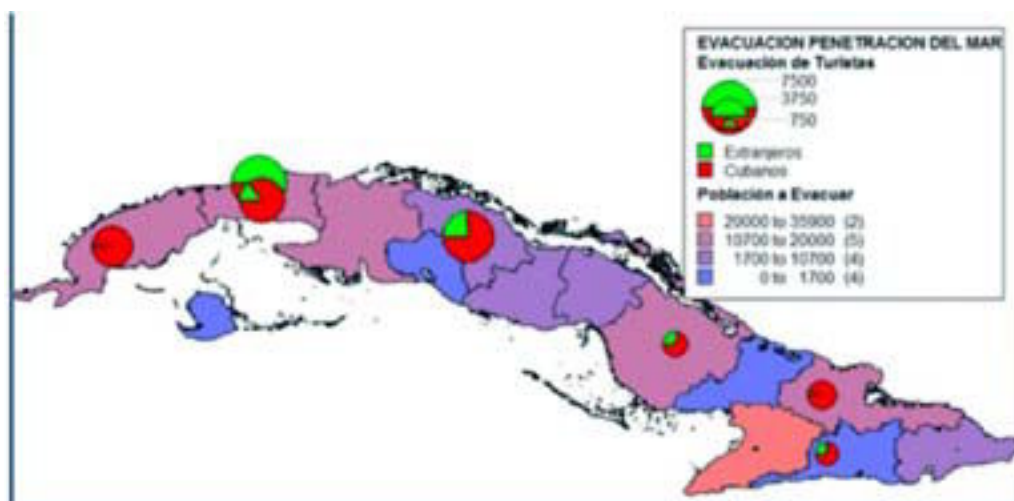 EVACUACION PENETRACION DEL MAR
Evacuación de Turistas
7500
3750
750
Extranjeros
Cubanos
Población a Evacuar
20000 to 35900 (2)
10700 to 20000 (5)
1700 to 10700 (4)
0 to 1700 (4)